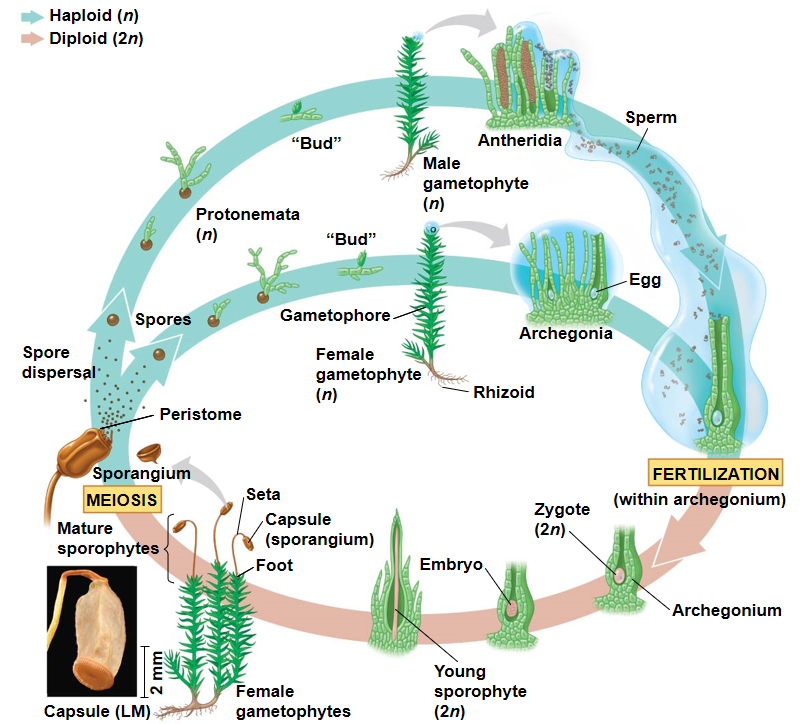 Haploid (n)
Diploid (2n)
Sperm
Antheridia
“Bud”
Male
gametophyte
(n)
Protonemata
(n)
“Bud”
Egg
Spores
Gametophore
Archegonia
Spore
dispersal
Female
gametophyte
(n)
Rhizoid
Peristome
Sporangium
FERTILIZATION
(within archegonium)
MEIOSIS
Seta
Zygote
(2n)
Mature
sporophytes
Capsule
(sporangium)
Embryo
Foot
Archegonium
2 mm
Young
sporophyte
(2n)
Capsule (LM)
Female
gametophytes